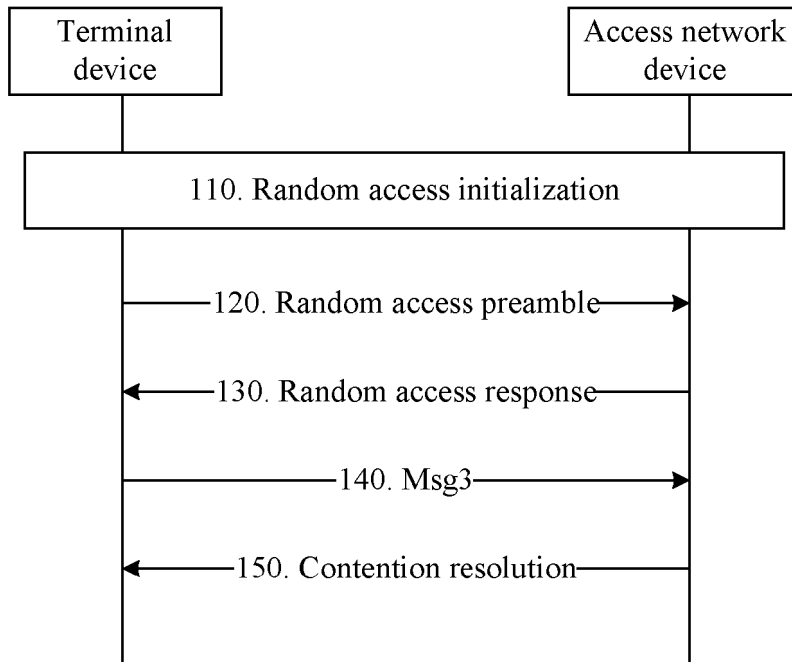 Terminal
device
Access network
device
110. Random access initialization
120. Random access preamble
130. Random access response
140. Msg3
150. Contention resolution